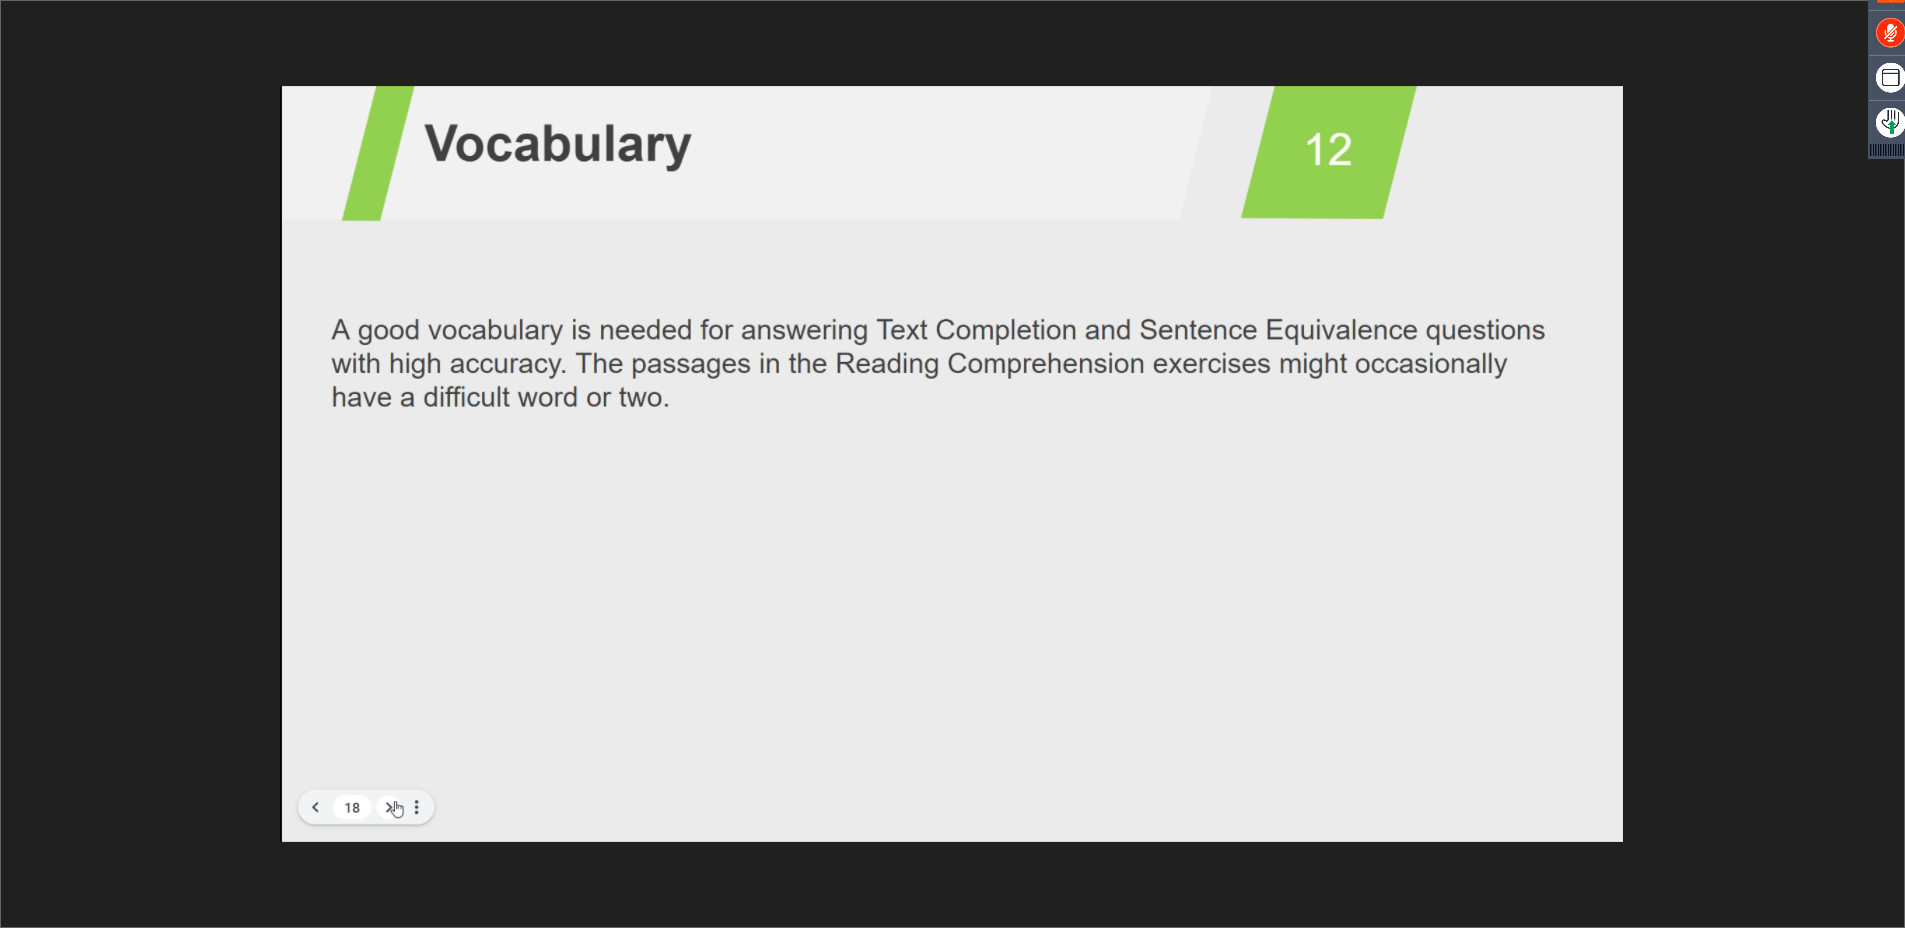 Vocabulary
12
A good vocabulary is needed for answering Text Completion and Sentence Equivalence questions
with high accuracy. The passages in the Reading Comprehension exercises might occasionally
have a difficult word or two.
18